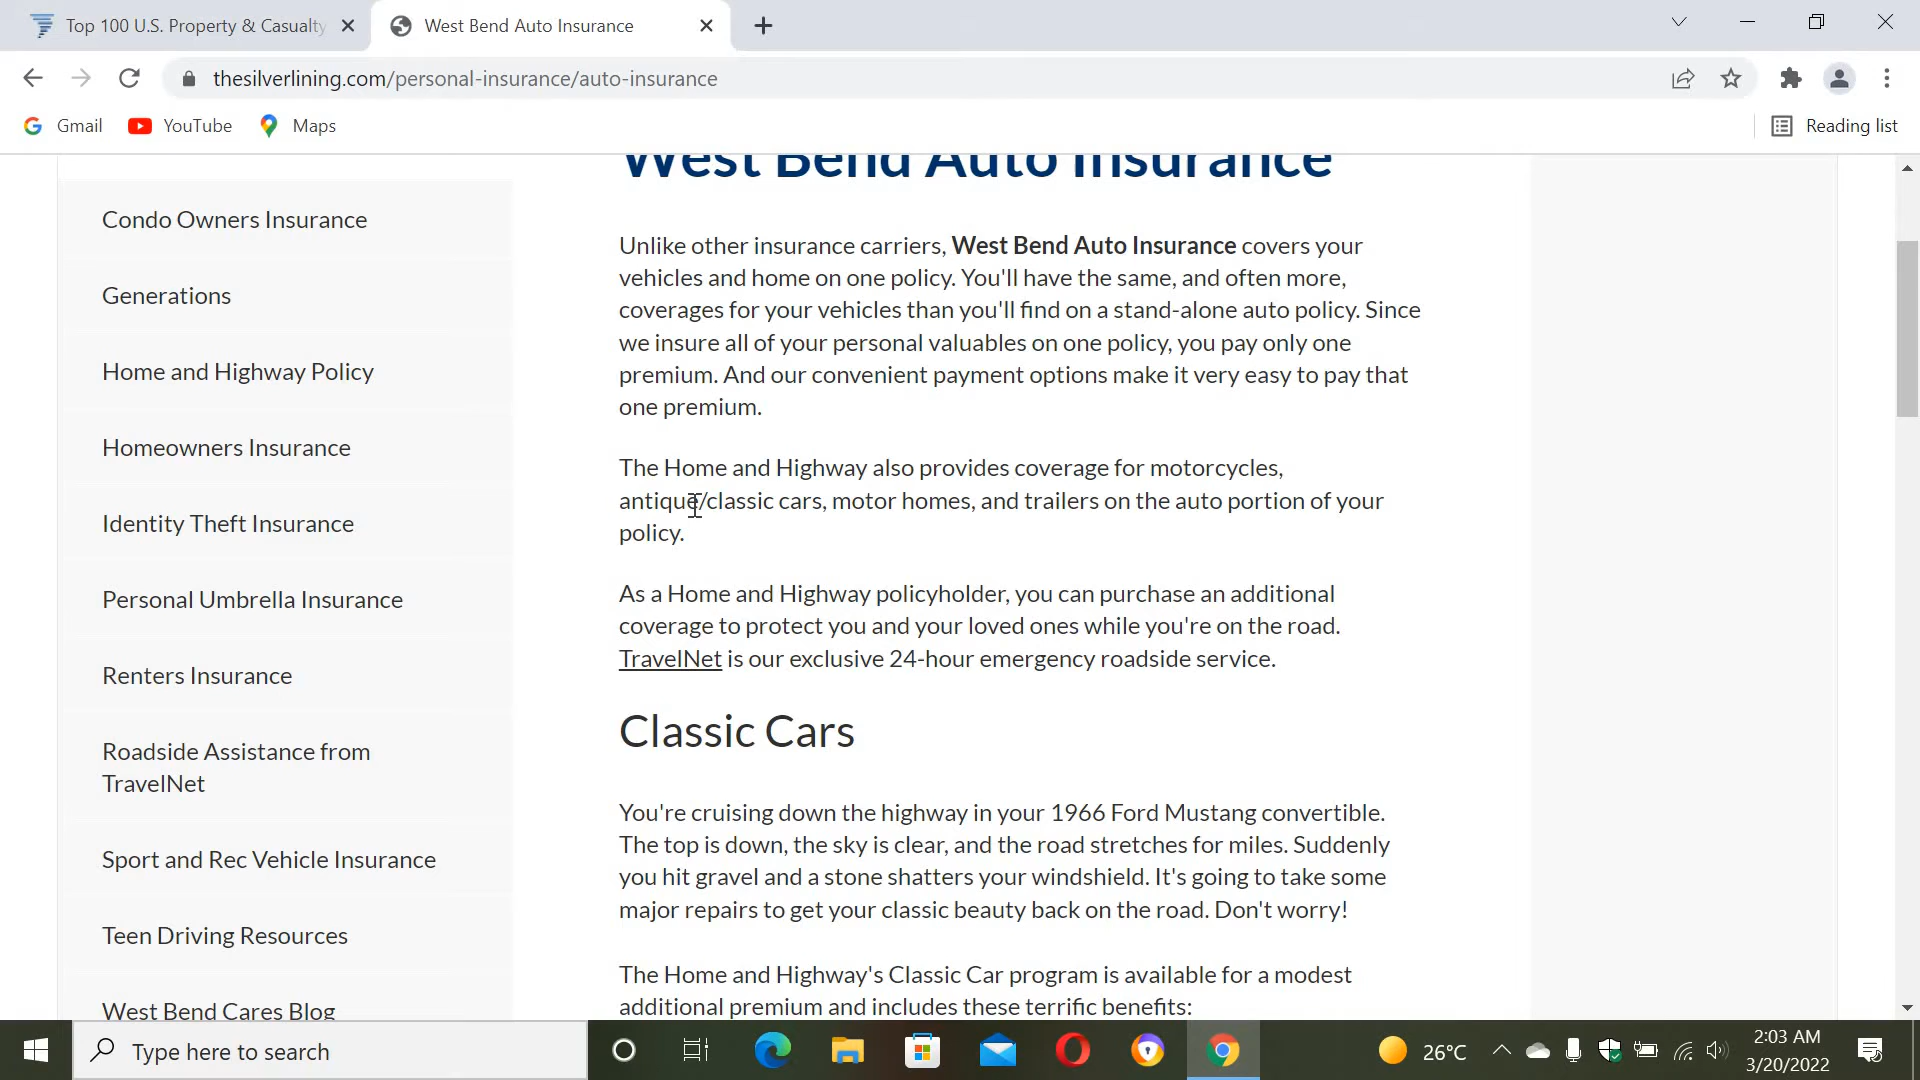 Top 100 U.S. Property & Casualty
West Bend Auto Insurance
thesilverlining.com/personal-insurance/auto-insurance
Gmail
YouTube
Maps
Reading list
Condo Owners Insurance
Generations
Home and Highway Policy
Homeowners Insurance
Identity Theft Insurance
Personal Umbrella Insurance
Renters Insurance
Roadside Assistance from
TravelNet
Sport and Rec Vehicle Insurance
Teen Driving Resources
West Bend Cares Blog
West Bend Auto Insurance
Unlike other insurance carriers, West Bend Auto Insurance covers your
vehicles and home on one policy. You'll have the same, and often more,
coverages for your vehicles than you'll find on a stand-alone auto policy. Since
we insure all of your personal valuables on one policy, you pay only one
premium. And our convenient payment options make it very easy to pay that
one premium.
The Home and Highway also provides coverage for motorcycles,
antique/classic cars, motor homes, and trailers on the auto portion of your
policy.
As a Home and Highway policyholder, you can purchase an additional
coverage to protect you and your loved ones while you're on the road.
TravelNet is our exclusive 24-hour emergency roadside service.
Classic Cars
You're cruising down the highway in your 1966 Ford Mustang convertible.
The top is down, the sky is clear, and the road stretches for miles. Suddenly
you hit gravel and a stone shatters your windshield. It's going to take some
major repairs to get your classic beauty back on the road. Don't worry!
The Home and Highway's Classic Car program is available for a modest
additional premium and includes these terrific benefits:
Type here to search
26°C
2:03 AM
3/20/2022